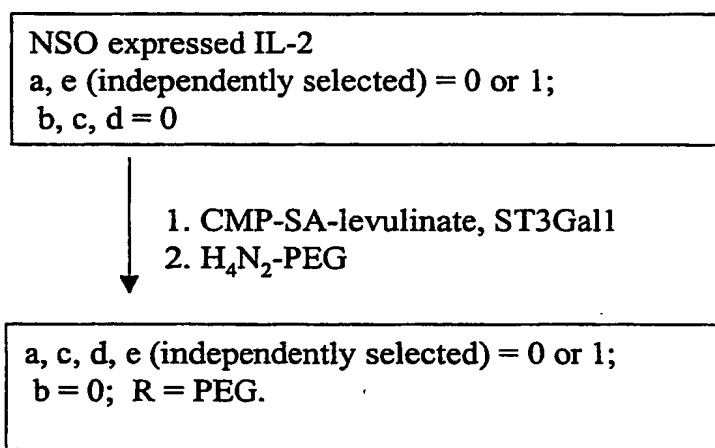 NSO expressed IL-2
a, e (independently selected) = 0 or 1;
b, c, d = 0
1. CMP-SA-levulinate, ST3Gal1
2. H₄N₂-PEG
a, c, d, e (independently selected) = 0 or 1;
b = 0; R = PEG.